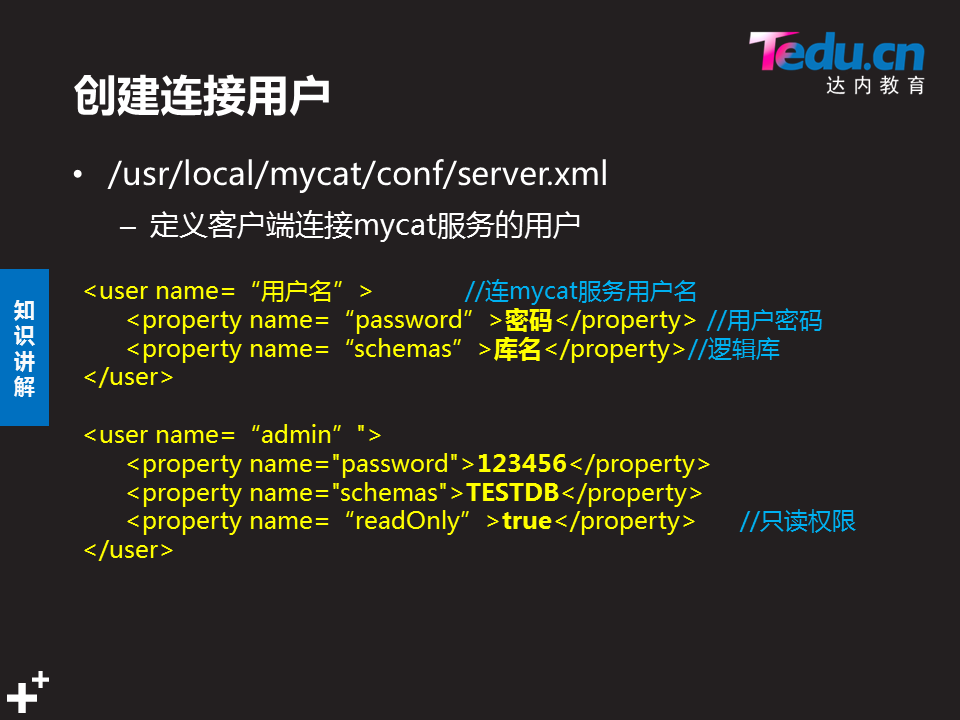 Tedu.cn
达内教育
创建连接用户
• /usr/local/mycat/conf/server.xml
– 定义客户端连接mycat服务的用户
知识讲解
<user name=“用户名”> //连mycat服务用户名
<property name=“password”>密码</property> //用户密码
<property name=“schemas”>库名</property>//逻辑库
</user>
<user name=“admin”">
<property name="password">123456</property>
<property name="schemas">TESTDB</property>
<property name=“readOnly”>true</property> //只读权限
</user>